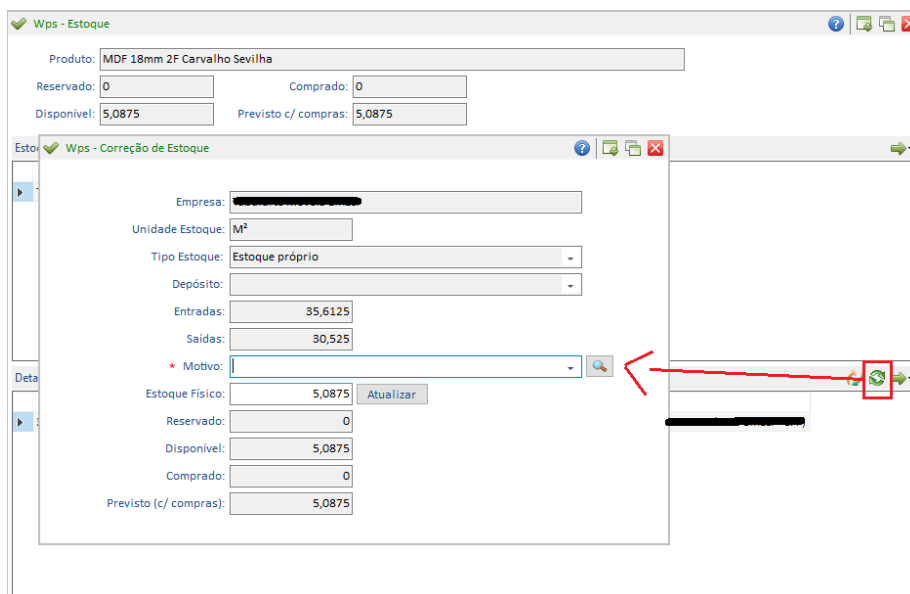 Wps - Estoque
Produto: MDF 18mm 2F Carvalho Sevilha
Reservado: 0 Comprado: 0
Disponível: 5,0875 Previsto c/ compras: 5,0875
Wps - Correção de Estoque
Empresa:
Unidade Estoque: M²
Tipo Estoque: Estoque próprio
Depósito:
Entradas: 35,6125
Saídas: 30,525
* Motivo:
Estoque Físico: 5,0875 Atualizar
Reservado: 0
Disponível: 5,0875
Comprado: 0
Previsto (c/ compras): 5,0875